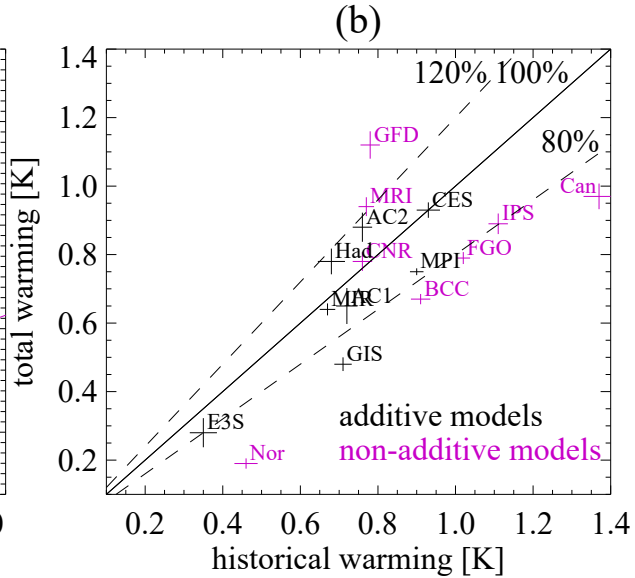 (b)
1.4
120% 100%
1.2
GFD
80%
1.0
MRI
CES
Can
IPS
AC2
0.8
Had
CNR
MPI
FGO
BCC
0.6
MIR
AC1
GIS
0.4
additive models
E3S
non-additive models
Nor
0.2
total warming [K]
0.2 0.4 0.6 0.8 1.0 1.2 1.4
historical warming [K]